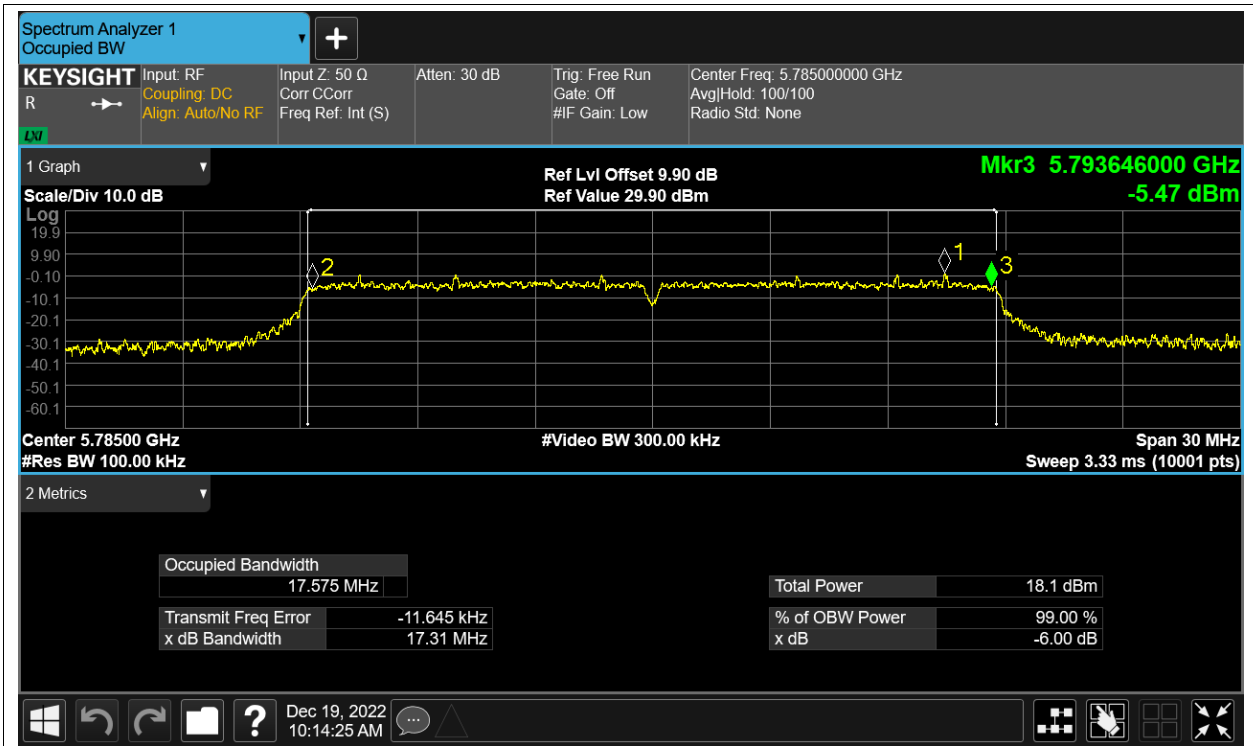 Spectrum Analyzer 1
Occupied BW
KEYSIGHT
R
LXI
Input: RF
Coupling: DC
Align: Auto/No RF
Input Z: 50 Ω
Corr CCorr
Freq Ref: Int (S)
Atten: 30 dB
Trig: Free Run
Gate: Off
#IF Gain: Low
Center Freq: 5.785000000 GHz
Avg|Hold: 100/100
Radio Std: None
1 Graph
Scale/Div 10.0 dB
Ref Lvl Offset 9.90 dB
Ref Value 29.90 dBm
Mkr3 5.793646000 GHz
-5.47 dBm
Log
19.9
9.90
-0.10
-10.1
-20.1
-30.1
-40.1
-50.1
-60.1
2
1
3
Center 5.78500 GHz
#Res BW 100.00 kHz
#Video BW 300.00 kHz
Span 30 MHz
Sweep 3.33 ms (10001 pts)
2 Metrics
Occupied Bandwidth
17.575 MHz
Transmit Freq Error -11.645 kHz
x dB Bandwidth 17.31 MHz
Total Power 18.1 dBm
% of OBW Power 99.00 %
x dB -6.00 dB
?
Dec 19, 2022
10:14:25 AM